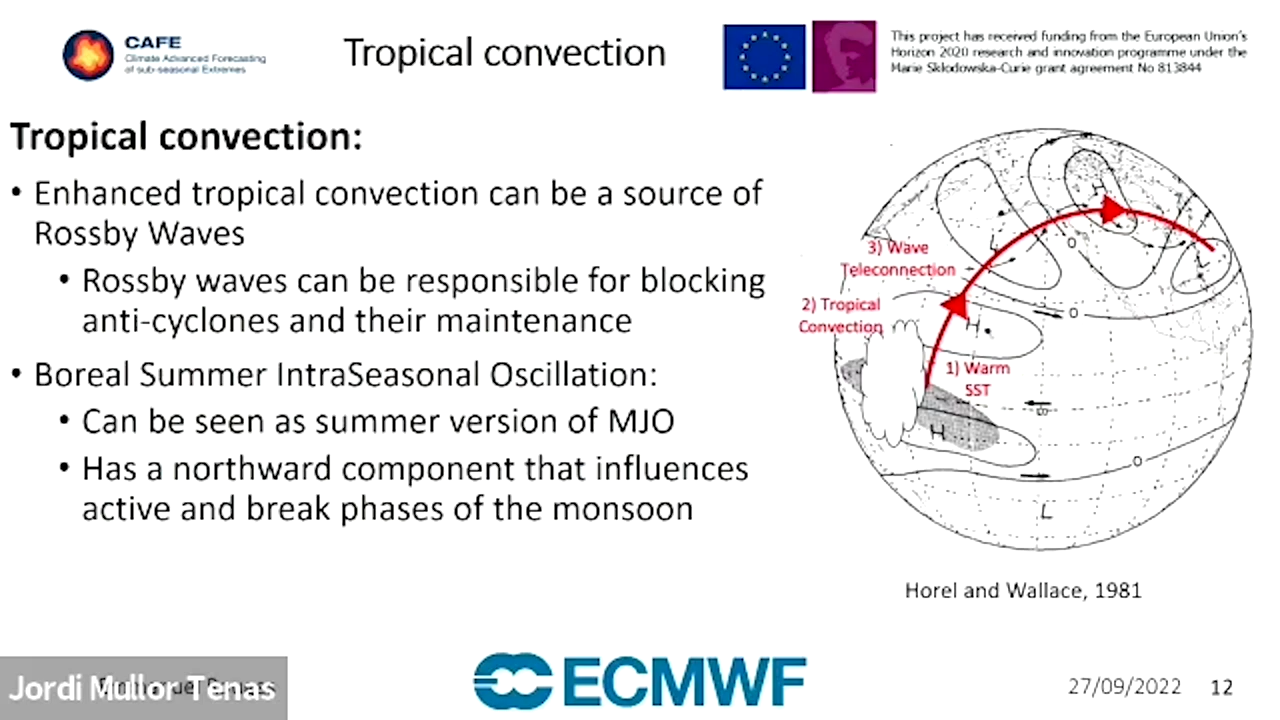 CAFE
Climate Advanced Forecasting
of sub-seasonal Extremes
Tropical convection
This project has received funding from the European Union's
Horizon 2020 research and innovation programme under the
Marie Skłodowska-Curie grant agreement No 813844
Tropical convection:
• Enhanced tropical convection can be a source of
Rossby Waves
• Rossby waves can be responsible for blocking
anti-cyclones and their maintenance
• Boreal Summer IntraSeasonal Oscillation:
• Can be seen as summer version of MJO
• Has a northward component that influences
active and break phases of the monsoon
H
L
L
0
3) Wave
Teleconnection
2) Tropical
Convection
0
H
1) Warm
SST
H
0
L
Horel and Wallace, 1981
Jordi Mullor Tenas
ECMWF
27/09/2022
12